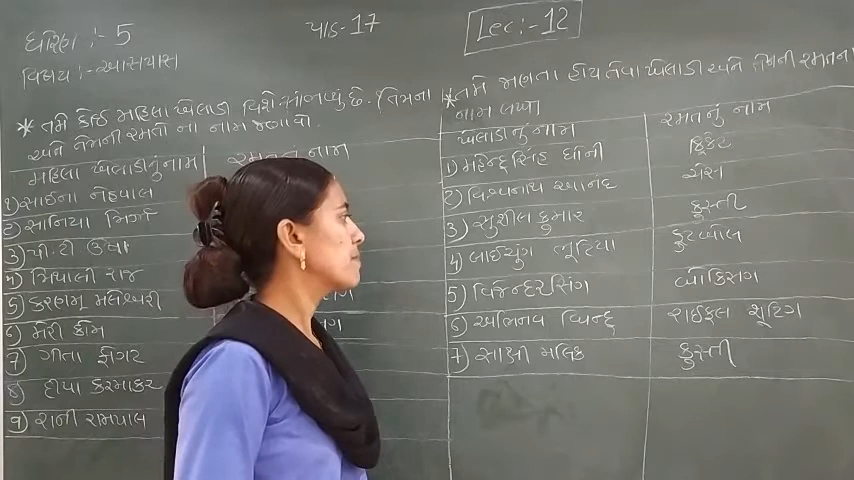 ધોરણ :- 5
પાઠ-17
Lec:- 12
વિષય :- આસપાસ
* તમે કોઈ મહિલા ખેલાડી વિશે સાંભળ્યું છે. તેમના
અને તેમની રમતો ના નામ જણાવો.
મહિલા ખેલાડીનું નામ
રમતનું નામ
1) સાઈના નેહવાલ
2) સાનિયા મિર્ઝા
3) પી.ટી ઉષા
4) મિથાલી રાજ
5) કરણમ મલેશ્વરી
6) મેરી કોમ
7) ગીતા ફોગટ
8) દીપા કરમાકર
9) રાની રામપાલ
* તમે જાણતા હોય તેવા ખેલાડી અને તેમની રમતના
નામ લખો
ખેલાડીનું નામ રમતનું નામ
1) મહેન્દ્રસિંહ ધોની ક્રિકેટ
2) વિશ્વનાથ આનંદ ચેસ
3) સુશીલ કુમાર કુસ્તી
4) બાઈચુંગ ભૂટિયા ફુટબોલ
5) વિજેન્દરસિંગ બોક્સિંગ
6) અભિનવ બિન્દ્રા રાઈફલ શૂટિંગ
7) સાક્ષી મલિક કુસ્તી